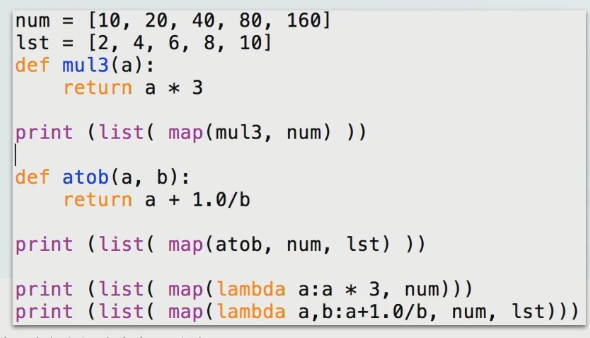 num = [10, 20, 40, 80, 160]
lst = [2, 4, 6, 8, 10]
def mul3(a):
    return a * 3

print (list( map(mul3, num) ))

def atob(a, b):
    return a + 1.0/b

print (list( map(atob, num, lst) ))

print (list( map(lambda a:a * 3, num)))
print (list( map(lambda a,b:a+1.0/b, num, lst)))